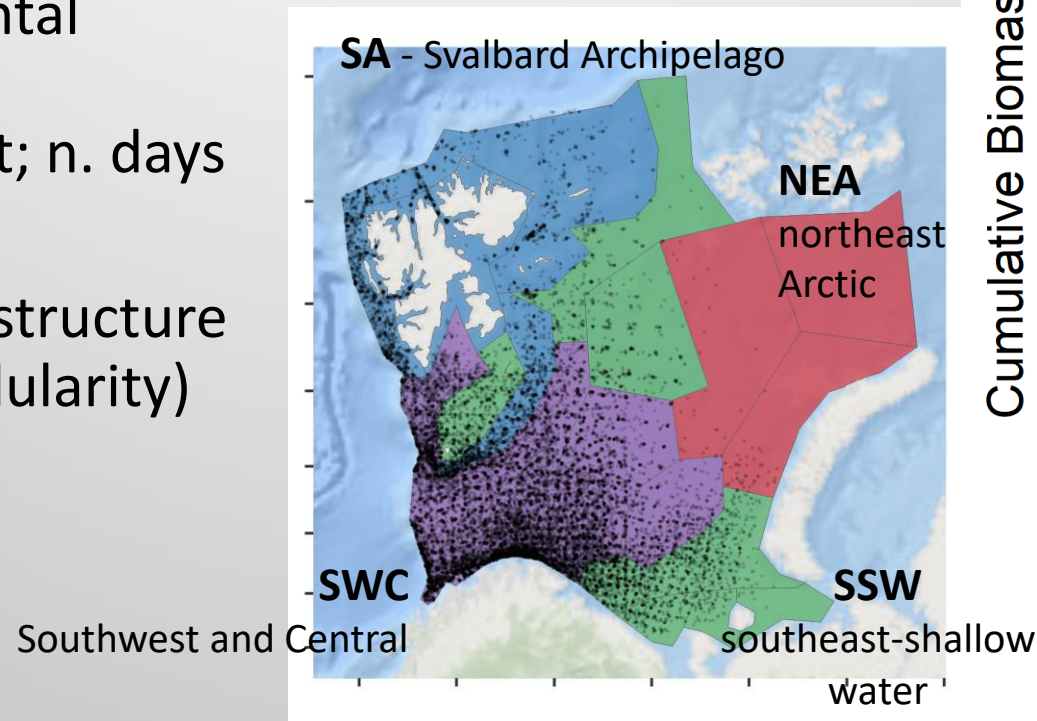 ntal
t; n. days
structure
lularity)
SA - Svalbard Archipelago
NEA
northeast
Arctic
SWC
Southwest and Central
SSW
southeast-shallow
water
Cumulative Biomas